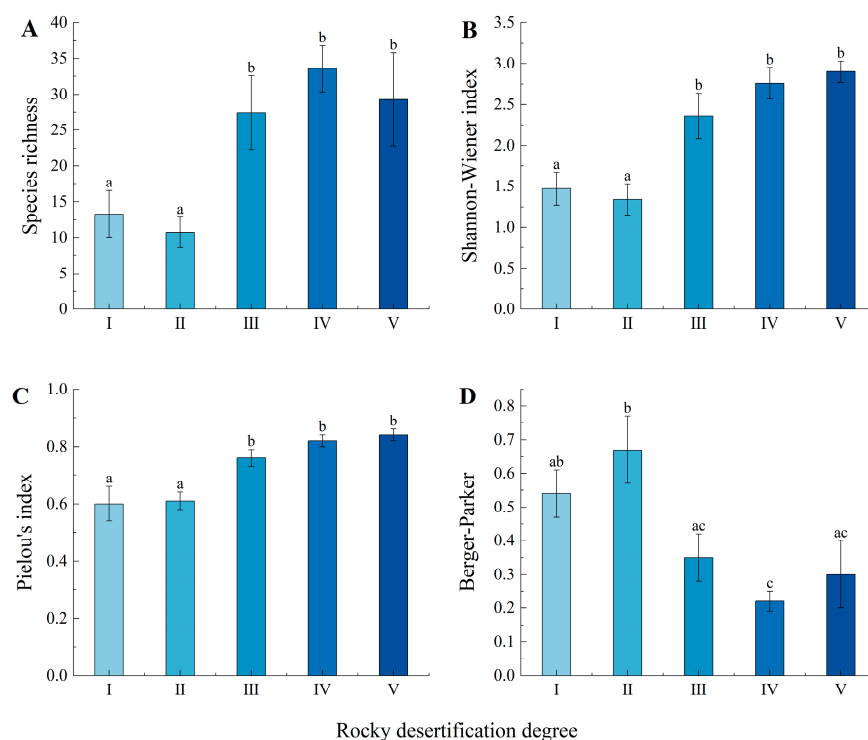 A
Species richness
40
35
30
25
20
15
10
5
0
a
a
b
b
b
I II III IV V
B
Shannon-Wiener index
3.5
3.0
2.5
2.0
1.5
1.0
0.5
0.0
a
a
b
b
b
I II III IV V
C
Pielou's index
1.0
0.8
0.6
0.4
0.2
0.0
a
a
b
b
b
I II III IV V
D
Berger-Parker
0.8
0.7
0.6
0.5
0.4
0.3
0.2
0.1
0.0
ab
b
ac
c
ac
I II III IV V
Rocky desertification degree